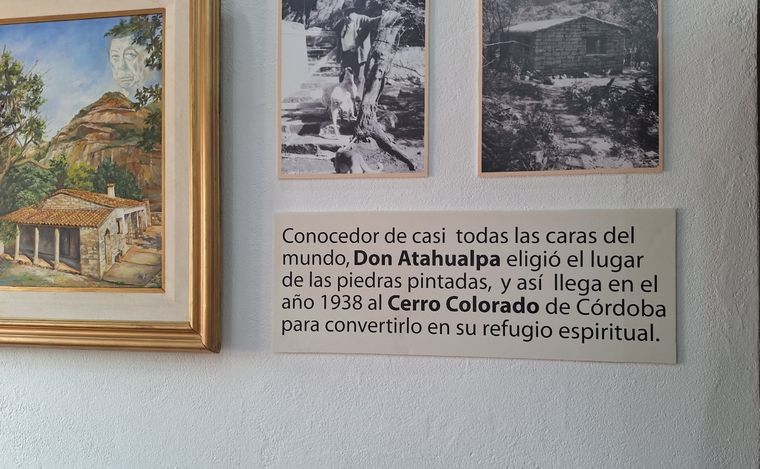 Conocedor de casi todas las caras del
mundo, Don Atahualpa eligió el lugar
de las piedras pintadas, y así llega en el
año 1938 al Cerro Colorado de Córdoba
para convertirlo en su refugio espiritual.